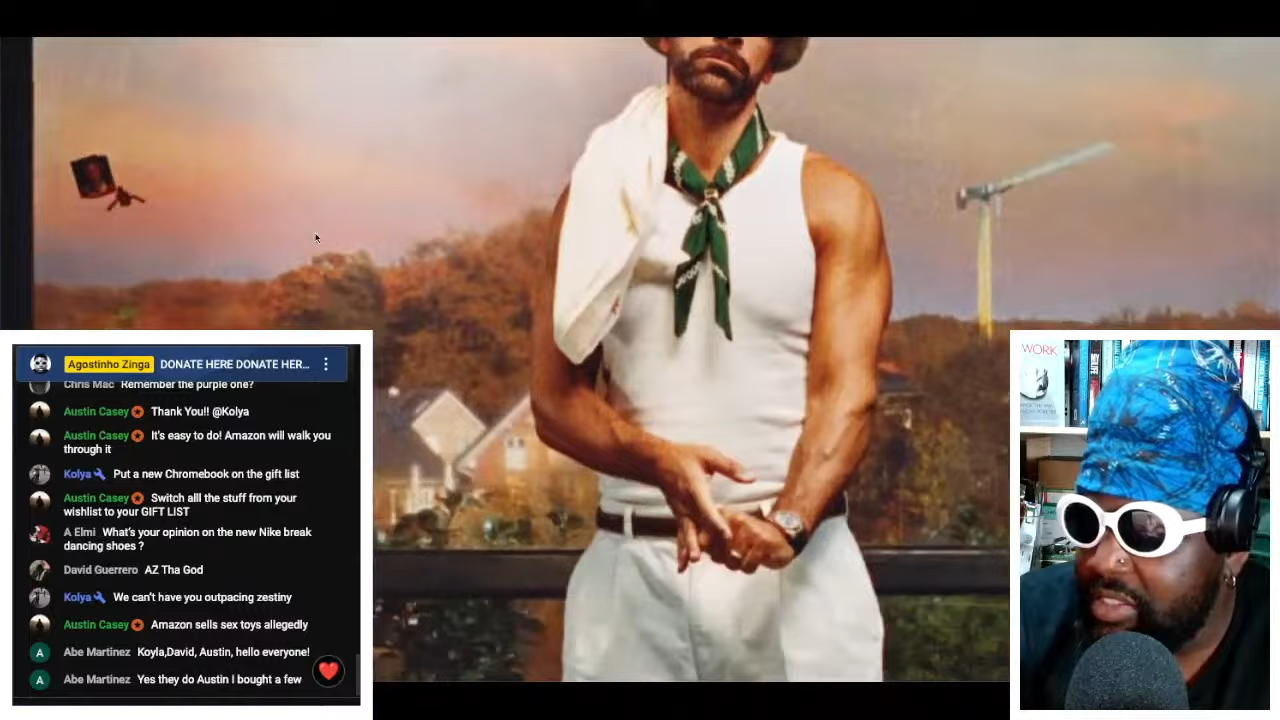 Agostinho Zinga DONATE HERE DONATE HER...
Chris Mac Remember the purple one?
Austin Casey Thank You!! @Kolya
Austin Casey It's easy to do! Amazon will walk you
through it
Kolya Put a new Chromebook on the gift list
Austin Casey Switch alll the stuff from your
wishlist to your GIFT LIST
A Elmi What's your opinion on the new Nike break
dancing shoes ?
David Guerrero AZ Tha God
Kolya We can't have you outpacing zestiny
Austin Casey Amazon sells sex toys allegedly
A Abe Martinez Koyla,David, Austin, hello everyone!
A Abe Martinez Yes they do Austin I bought a few
WORK